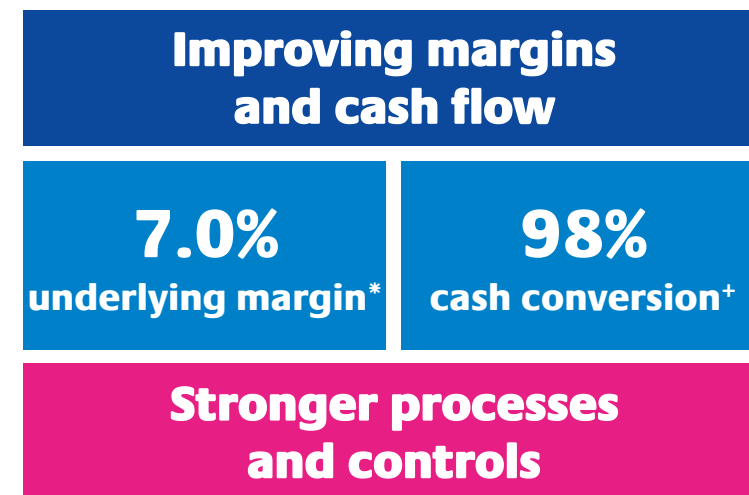 Improving margins
and cash flow
7.0%
underlying margin*
98%
cash conversion+
Stronger processes
and controls